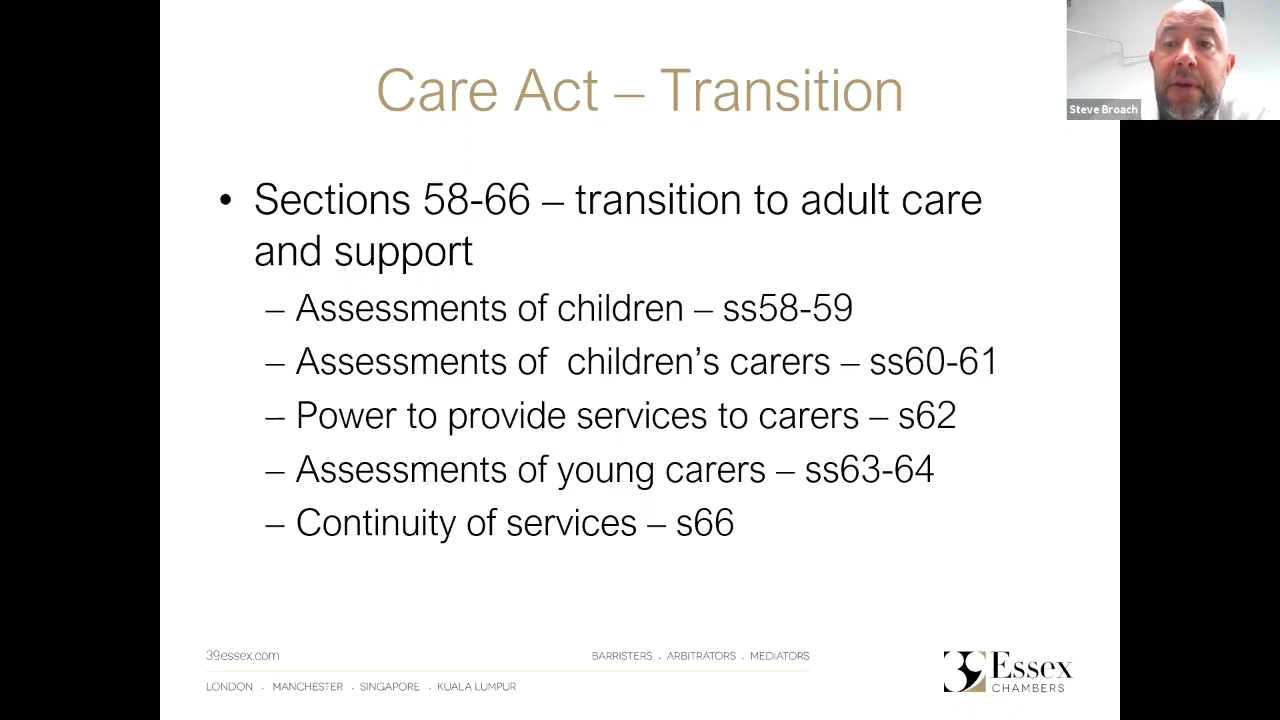 Care Act – Transition
Steve Broach
• Sections 58-66 – transition to adult care
and support
– Assessments of children – ss58-59
– Assessments of  children’s carers – ss60-61
– Power to provide services to carers – s62
– Assessments of young carers – ss63-64
– Continuity of services – s66
39essex.com
BARRISTERS . ARBITRATORS . MEDIATORS
LONDON . MANCHESTER . SINGAPORE . KUALA LUMPUR
39 Essex
CHAMBERS